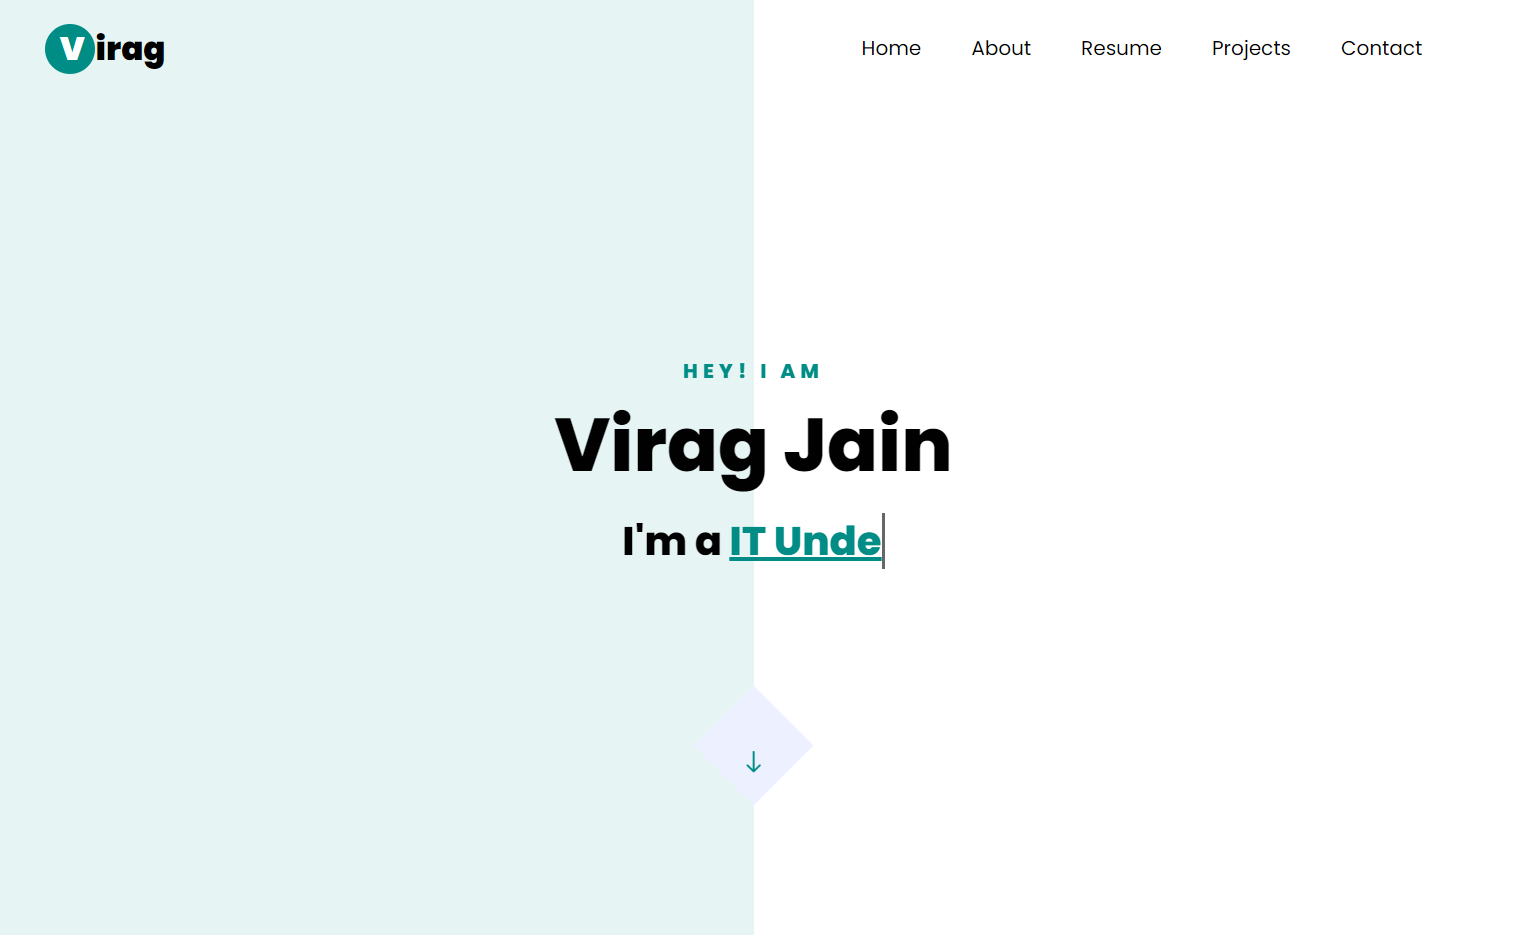 Virag
Home About Resume Projects Contact
HEY! I AM
Virag Jain
I'm a IT Unde